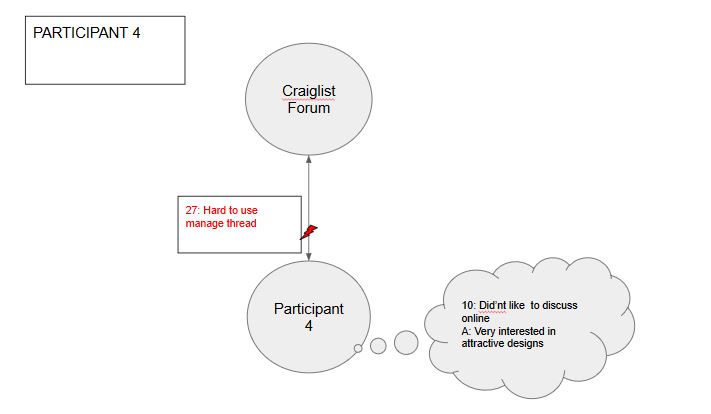 PARTICIPANT 4
Craiglist
Forum
27: Hard to use
manage thread
Participant
4
10: Did'nt like to discuss
online
A: Very interested in
attractive designs